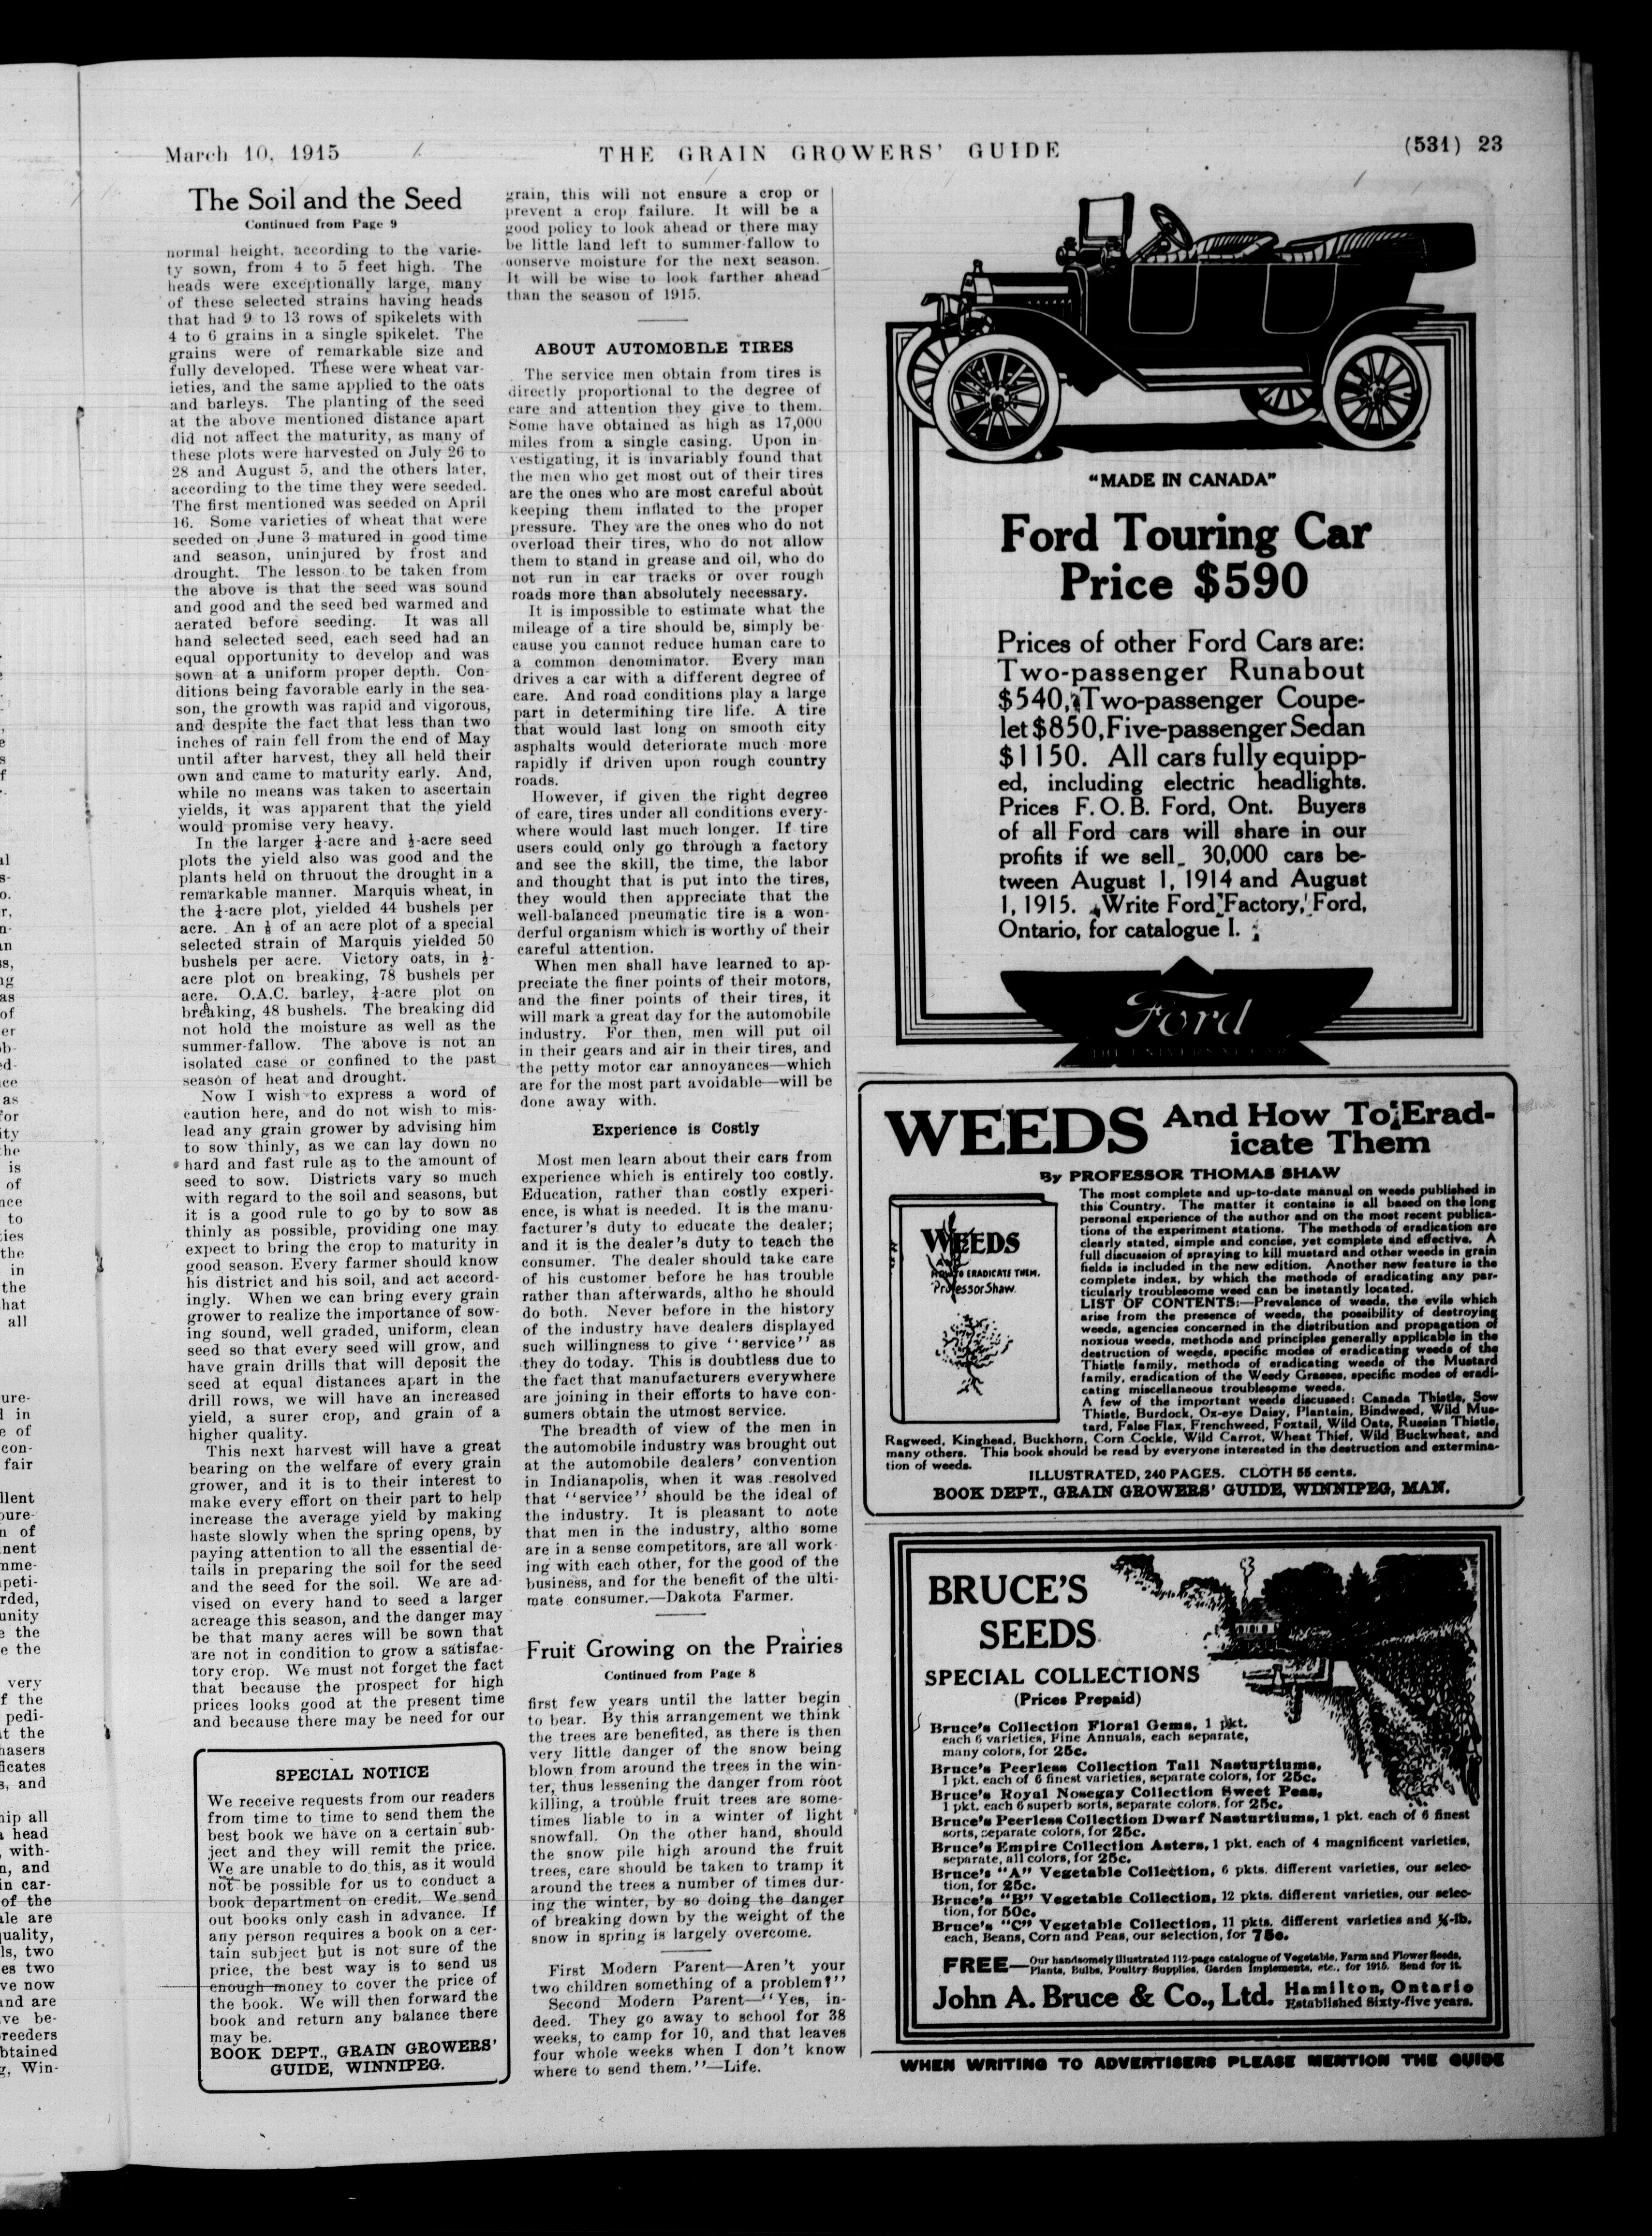 March 10, 1915
THE GRAIN GROWERS' GUIDE
(531) 23
The Soil and the Seed
Continued from Page 9
normal height, according to the varie-
ty sown, from 4 to 5 feet high. The
heads were exceptionally large, many
of these selected strains having heads
that had 9 to 13 rows of spikelets with
4 to 6 grains in a single spikelet. The
grains were of remarkable size and
fully developed. These were wheat var-
ieties, and the same applied to the oats
and barleys. The planting of the seed
at the above mentioned distance apart
did not affect the maturity, as many of
these plots were harvested on July 26 to
28 and August 5, and the others later,
according to the time they were seeded.
The first mentioned was seeded on April
16. Some varieties of wheat that were
seeded on June 3 matured in good time
and season, uninjured by frost and
drought. The lesson to be taken from
the above is that the seed was sound
and good and the seed bed warmed and
aerated before seeding. It was all
hand selected seed, each seed had an
equal opportunity to develop and was
sown at a uniform proper depth. Con-
ditions being favorable early in the sea-
son, the growth was rapid and vigorous,
and despite the fact that less than two
inches of rain fell from the end of May
until after harvest, they all held their
own and came to maturity early. And,
while no means was taken to ascertain
yields, it was apparent that the yield
would promise very heavy.
In the larger ¼-acre and ½-acre seed
plots the yield also was good and the
plants held on thruout the drought in a
remarkable manner. Marquis wheat, in
the ¼-acre plot, yielded 44 bushels per
acre. An ⅛ of an acre plot of a special
selected strain of Marquis yielded 50
bushels per acre. Victory oats, in ½-
acre plot on breaking, 78 bushels per
acre. O.A.C. barley, ¼-acre plot on
breaking, 48 bushels. The breaking did
not hold the moisture as well as the
summer-fallow. The above is not an
isolated case or confined to the past
season of heat and drought.
Now I wish to express a word of
caution here, and do not wish to mis-
lead any grain grower by advising him
to sow thinly, as we can lay down no
hard and fast rule as to the amount of
seed to sow. Districts vary so much
with regard to the soil and seasons, but
it is a good rule to go by to sow as
thinly as possible, providing one may
expect to bring the crop to maturity in
good season. Every farmer should know
his district and his soil, and act accord-
ingly. When we can bring every grain
grower to realize the importance of sow-
ing sound, well graded, uniform, clean
seed so that every seed will grow, and
have grain drills that will deposit the
seed at equal distances apart in the
drill rows, we will have an increased
yield, a surer crop, and grain of a
higher quality.
This next harvest will have a great
bearing on the welfare of every grain
grower, and it is to their interest to
make every effort on their part to help
increase the average yield by making
haste slowly when the spring opens, by
paying attention to all the essential de-
tails in preparing the soil for the seed
and the seed for the soil. We are ad-
vised on every hand to seed a larger
acreage this season, and the danger may
be that many acres will be sown that
are not in condition to grow a satisfac-
tory crop. We must not forget the fact
that because the prospect for high
prices looks good at the present time
and because there may be need for our
SPECIAL NOTICE
We receive requests from our readers
from time to time to send them the
best book we have on a certain sub-
ject and they will remit the price.
We are unable to do this, as it would
not be possible for us to conduct a
book department on credit. We send
out books only cash in advance. If
any person requires a book on a cer-
tain subject but is not sure of the
price, the best way is to send us
enough money to cover the price of
the book. We will then forward the
book and return any balance there
may be.
BOOK DEPT., GRAIN GROWERS'
GUIDE, WINNIPEG.
grain, this will not ensure a crop or
prevent a crop failure. It will be a
good policy to look ahead or there may
be little land left to summer-fallow to
conserve moisture for the next season.
It will be wise to look farther ahead
than the season of 1915.
ABOUT AUTOMOBILE TIRES
The service men obtain from tires is
directly proportional to the degree of
care and attention they give to them.
Some have obtained as high as 17,000
miles from a single casing. Upon in-
vestigating, it is invariably found that
the men who get most out of their tires
are the ones who are most careful about
keeping them inflated to the proper
pressure. They are the ones who do not
overload their tires, who do not allow
them to stand in grease and oil, who do
not run in car tracks or over rough
roads more than absolutely necessary.
It is impossible to estimate what the
mileage of a tire should be, simply be-
cause you cannot reduce human care to
a common denominator. Every man
drives a car with a different degree of
care. And road conditions play a large
part in determining tire life. A tire
that would last long on smooth city
asphalts would deteriorate much more
rapidly if driven upon rough country
roads.
However, if given the right degree
of care, tires under all conditions every-
where would last much longer. If tire
users could only go through a factory
and see the skill, the time, the labor
and thought that is put into the tires,
they would then appreciate that the
well-balanced pneumatic tire is a won-
derful organism which is worthy of their
careful attention.
When men shall have learned to ap-
preciate the finer points of their motors,
and the finer points of their tires, it
will mark a great day for the automobile
industry. For then, men will put oil
in their gears and air in their tires, and
the petty motor car annoyances—which
are for the most part avoidable—will be
done away with.
Experience is Costly
Most men learn about their cars from
experience which is entirely too costly.
Education, rather than costly experi-
ence, is what is needed. It is the manu-
facturer's duty to educate the dealer;
and it is the dealer's duty to teach the
consumer. The dealer should take care
of his customer before he has trouble
rather than afterwards, altho he should
do both. Never before in the history
of the industry have dealers displayed
such willingness to give "service" as
they do today. This is doubtless due to
the fact that manufacturers everywhere
are joining in their efforts to have con-
sumers obtain the utmost service.
The breadth of view of the men in
the automobile industry was brought out
at the automobile dealers' convention
in Indianapolis, when it was resolved
that "service" should be the ideal of
the industry. It is pleasant to note
that men in the industry, altho some
are in a sense competitors, are all work-
ing with each other, for the good of the
business, and for the benefit of the ulti-
mate consumer.—Dakota Farmer.
Fruit Growing on the Prairies
Continued from Page 8
first few years until the latter begin
to bear. By this arrangement we think
the trees are benefited, as there is then
very little danger of the snow being
blown from around the trees in the win-
ter, thus lessening the danger from root
killing, a trouble fruit trees are some-
times liable to in a winter of light
snowfall. On the other hand, should
the snow pile high around the fruit
trees, care should be taken to tramp it
around the trees a number of times dur-
ing the winter, by so doing the danger
of breaking down by the weight of the
snow in spring is largely overcome.
First Modern Parent—Aren't your
two children something of a problem?"
Second Modern Parent—"Yes, in-
deed. They go away to school for 38
weeks, to camp for 10, and that leaves
four whole weeks when I don't know
where to send them."—Life.
"MADE IN CANADA"
Ford Touring Car
Price $590
Prices of other Ford Cars are:
Two-passenger Runabout
$540, Two-passenger Coupe-
let $850, Five-passenger Sedan
$1150. All cars fully equipp-
ed, including electric headlights.
Prices F. O. B. Ford, Ont. Buyers
of all Ford cars will share in our
profits if we sell 30,000 cars be-
tween August 1, 1914 and August
1, 1915. Write Ford Factory, Ford,
Ontario, for catalogue I.
Ford
THE UNIVERSAL CAR
WEEDS And How To Erad-
icate Them
By PROFESSOR THOMAS SHAW
WEEDS
AND
HOW TO ERADICATE THEM.
Professor Shaw.
The most complete and up-to-date manual on weeds published in
this Country. The matter it contains is all based on the long
personal experience of the author and on the most recent publica-
tions of the experiment stations. The methods of eradication are
clearly stated, simple and concise, yet complete and effective. A
full discussion of spraying to kill mustard and other weeds in grain
fields is included in the new edition. Another new feature is the
complete index, by which the methods of eradicating any par-
ticularly troublesome weed can be instantly located.
LIST OF CONTENTS:—Prevalence of weeds, the evils which
arise from the presence of weeds, the possibility of destroying
weeds, agencies concerned in the distribution and propagation of
noxious weeds, methods and principles generally applicable in the
destruction of weeds, specific modes of eradicating weeds of the
Thistle family, methods of eradicating weeds of the Mustard
family, eradication of the Weedy Grasses, specific modes of eradi-
cating miscellaneous troublesome weeds.
A few of the important weeds discussed: Canada Thistle, Sow
Thistle, Burdock, Ox-eye Daisy, Plantain, Bindweed, Wild Mus-
tard, False Flax, Frenchweed, Foxtail, Wild Oats, Russian Thistle,
Ragweed, Kinghead, Buckhorn, Corn Cockle, Wild Carrot, Wheat Thief, Wild Buckwheat, and
many others. This book should be read by everyone interested in the destruction and extermina-
tion of weeds.
ILLUSTRATED, 240 PAGES. CLOTH 55 cents.
BOOK DEPT., GRAIN GROWERS' GUIDE, WINNIPEG, MAN.
BRUCE'S
SEEDS
SPECIAL COLLECTIONS
(Prices Prepaid)
Bruce's Collection Floral Gems, 1 pkt.
each 6 varieties, Fine Annuals, each separate,
many colors, for 25c.
Bruce's Peerless Collection Tall Nasturtiums,
1 pkt. each of 6 finest varieties, separate colors, for 25c.
Bruce's Royal Nosegay Collection Sweet Peas,
1 pkt. each 6 superb sorts, separate colors, for 25c.
Bruce's Peerless Collection Dwarf Nasturtiums, 1 pkt. each of 6 finest
sorts, separate colors, for 25c.
Bruce's Empire Collection Asters, 1 pkt. each of 4 magnificent varieties,
separate, all colors, for 25c.
Bruce's "A" Vegetable Collection, 6 pkts. different varieties, our selec-
tion, for 25c.
Bruce's "B" Vegetable Collection, 12 pkts. different varieties, our selec-
tion, for 50c.
Bruce's "C" Vegetable Collection, 11 pkts. different varieties and ¼-lb.
each, Beans, Corn and Peas, our selection, for 75c.
FREE—Our handsomely illustrated 112-page catalogue of Vegetable, Farm and Flower Seeds,
Plants, Bulbs, Poultry Supplies, Garden Implements, etc., for 1915. Send for it.
John A. Bruce & Co., Ltd. Hamilton, Ontario
Established Sixty-five years.
WHEN WRITING TO ADVERTISERS PLEASE MENTION THE GUIDE